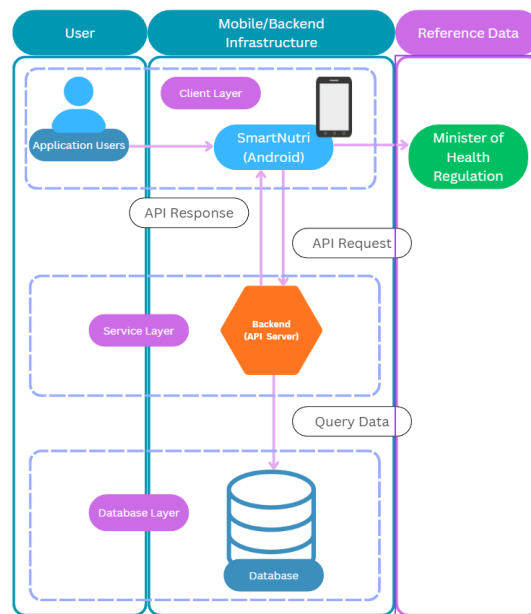 User
Mobile/Backend
Infrastructure
Reference Data
Client Layer
Application Users
SmartNutri
(Android)
Minister of
Health
Regulation
API Response
API Request
Service Layer
Backend
(API Server)
Query Data
Database Layer
Database